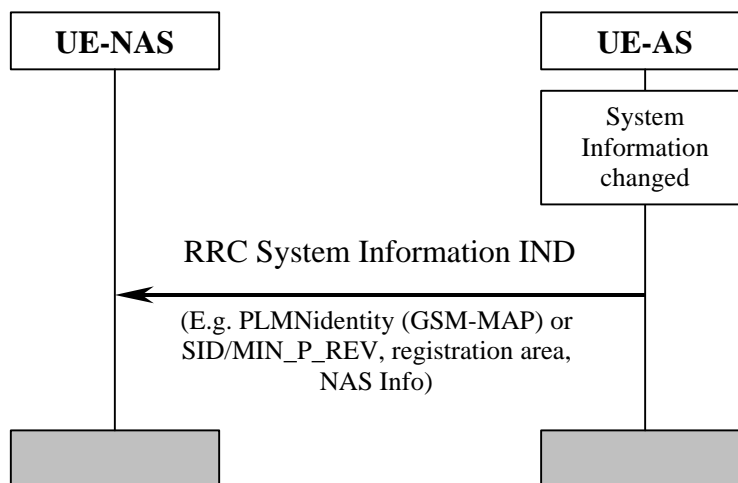 UE-NAS
UE-AS
System
Information
changed
RRC System Information IND
(E.g. PLMNidentity (GSM-MAP) or
SID/MIN_P_REV, registration area,
NAS Info)